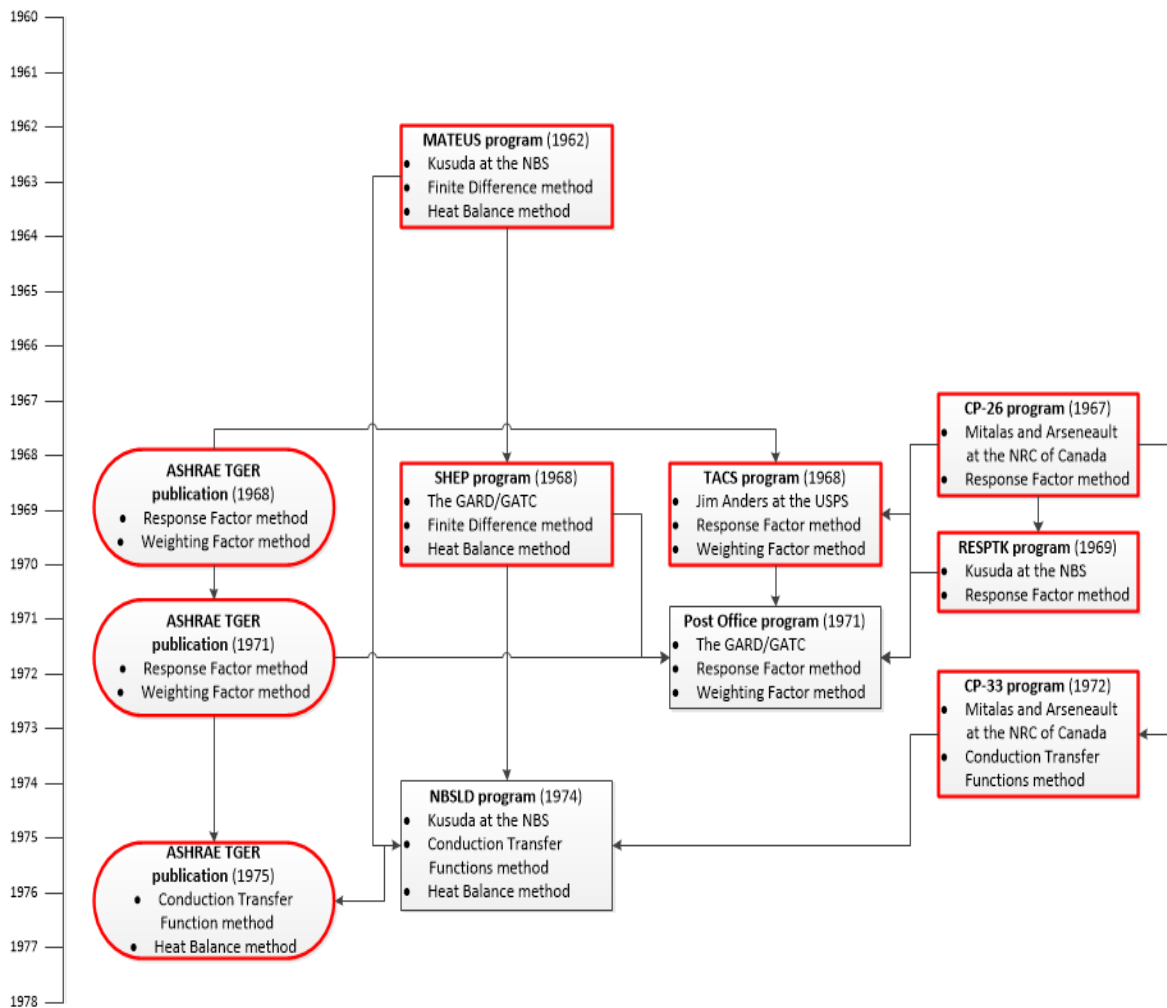 1960
1961
1962
1963
1964
1965
1966
1967
1968
1969
1970
1971
1972
1973
1974
1975
1976
1977
1978
MATEUS program (1962)
• Kusuda at the NBS
• Finite Difference method
• Heat Balance method
ASHRAE TGER
publication (1968)
• Response Factor method
• Weighting Factor method
SHEP program (1968)
• The GARD/GATC
• Finite Difference method
• Heat Balance method
TACS program (1968)
• Jim Anders at the USPS
• Response Factor method
• Weighting Factor method
CP-26 program (1967)
• Mitalas and Arseneault
at the NRC of Canada
• Response Factor method
RESPTK program (1969)
• Kusuda at the NBS
• Response Factor method
ASHRAE TGER
publication (1971)
• Response Factor method
• Weighting Factor method
Post Office program (1971)
• The GARD/GATC
• Response Factor method
• Weighting Factor method
CP-33 program (1972)
• Mitalas and Arseneault
at the NRC of Canada
• Conduction Transfer
Functions method
NBSLD program (1974)
• Kusuda at the NBS
• Conduction Transfer
Functions method
• Heat Balance method
ASHRAE TGER
publication (1975)
• Conduction Transfer
Function method
• Heat Balance method